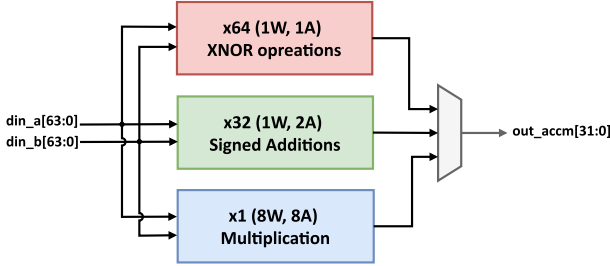 x64 (1W, 1A)
XNOR opreations
din_a[63:0]
din_b[63:0]
x32 (1W, 2A)
Signed Additions
out_accm[31:0]
x1 (8W, 8A)
Multiplication